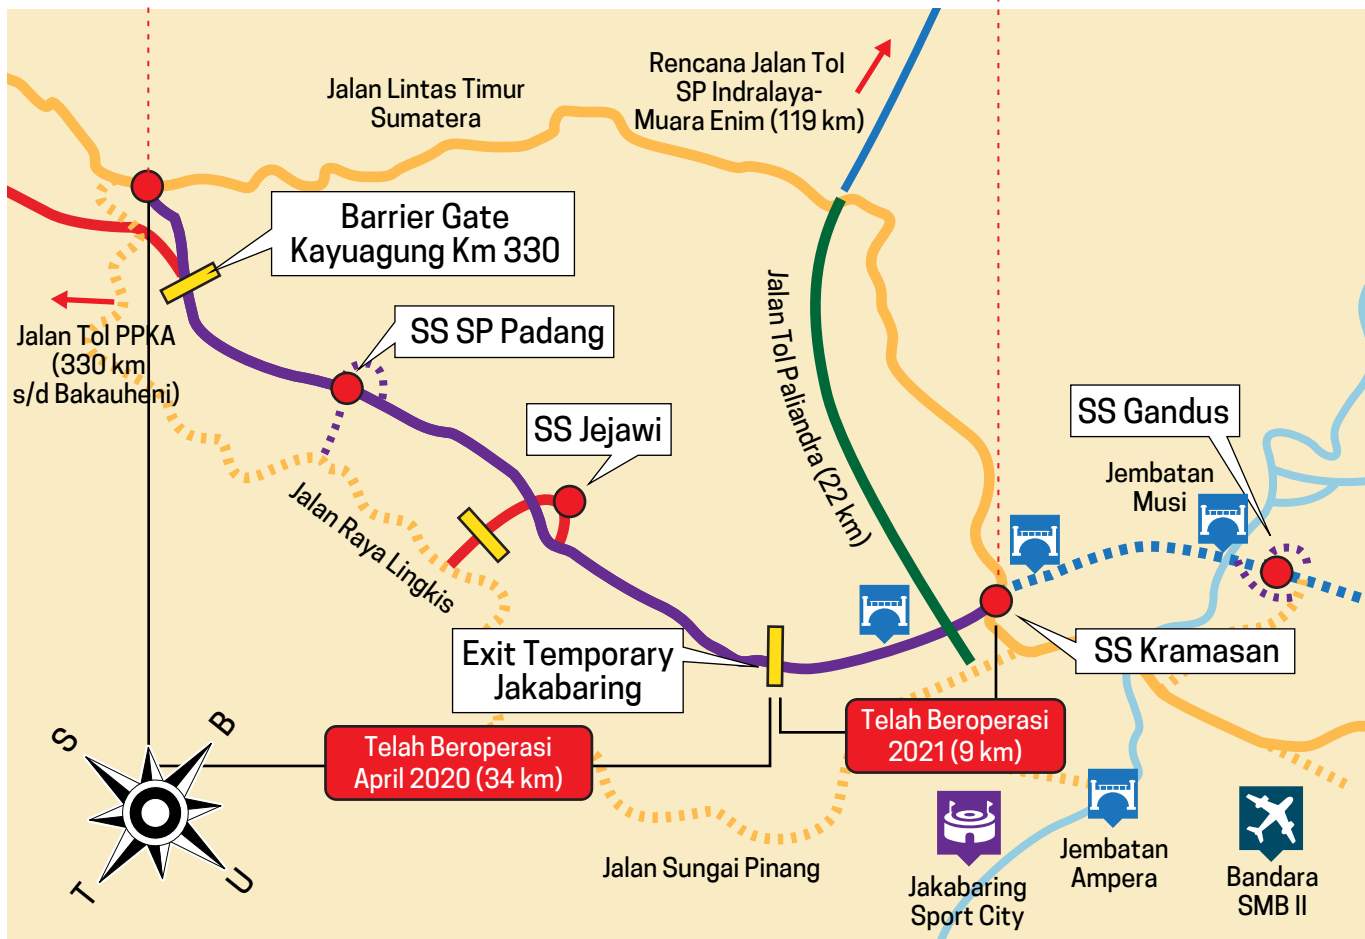 Jalan Lintas Timur
Sumatera
Rencana Jalan Tol
SP Indralaya-
Muara Enim (119 km)
Barrier Gate
Kayuagung Km 330
Jalan Tol PPKA
(330 km
s/d Bakauheni)
SS SP Padang
SS Jejawi
Jalan Tol Paliandra (22 km)
SS Gandus
Jembatan
Musi
Jalan Raya Lingkis
Exit Temporary
Jakabaring
SS Kramasan
Telah Beroperasi
April 2020 (34 km)
Telah Beroperasi
2021 (9 km)
S
B
T
U
Jalan Sungai Pinang
Jakabaring
Sport City
Jembatan
Ampera
Bandara
SMB II